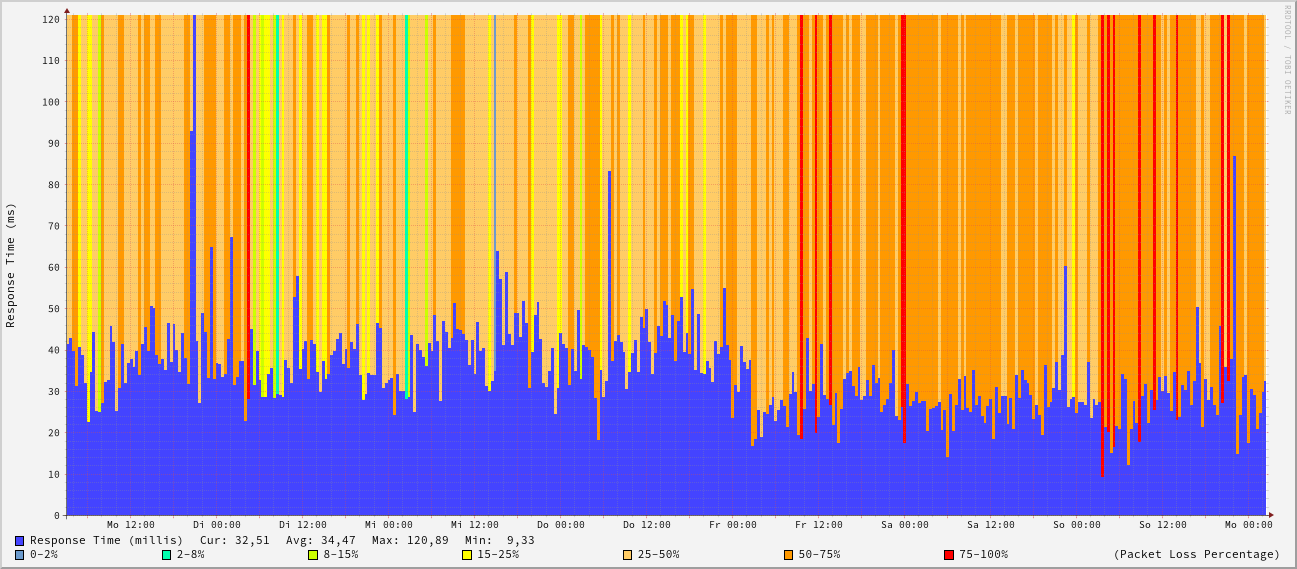 RRDTOOL / TOBI OETIKER
Response Time (ms)
120
110
100
90
80
70
60
50
40
30
20
10
0
Mo 12:00 Di 00:00 Di 12:00 Mi 00:00 Mi 12:00 Do 00:00 Do 12:00 Fr 00:00 Fr 12:00 Sa 00:00 Sa 12:00 So 00:00 So 12:00 Mo 00:00
Response Time (millis) Cur: 32,51 Avg: 34,47 Max: 120,89 Min: 9,33
0-2% 2-8% 8-15% 15-25% 25-50% 50-75% 75-100% (Packet Loss Percentage)